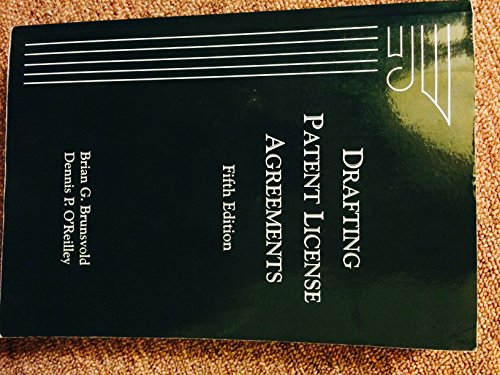 DRAFTING
PATENT LICENSE
AGREEMENTS
Fifth Edition
Brian G. Brunsvold
Dennis P. O'Reilley